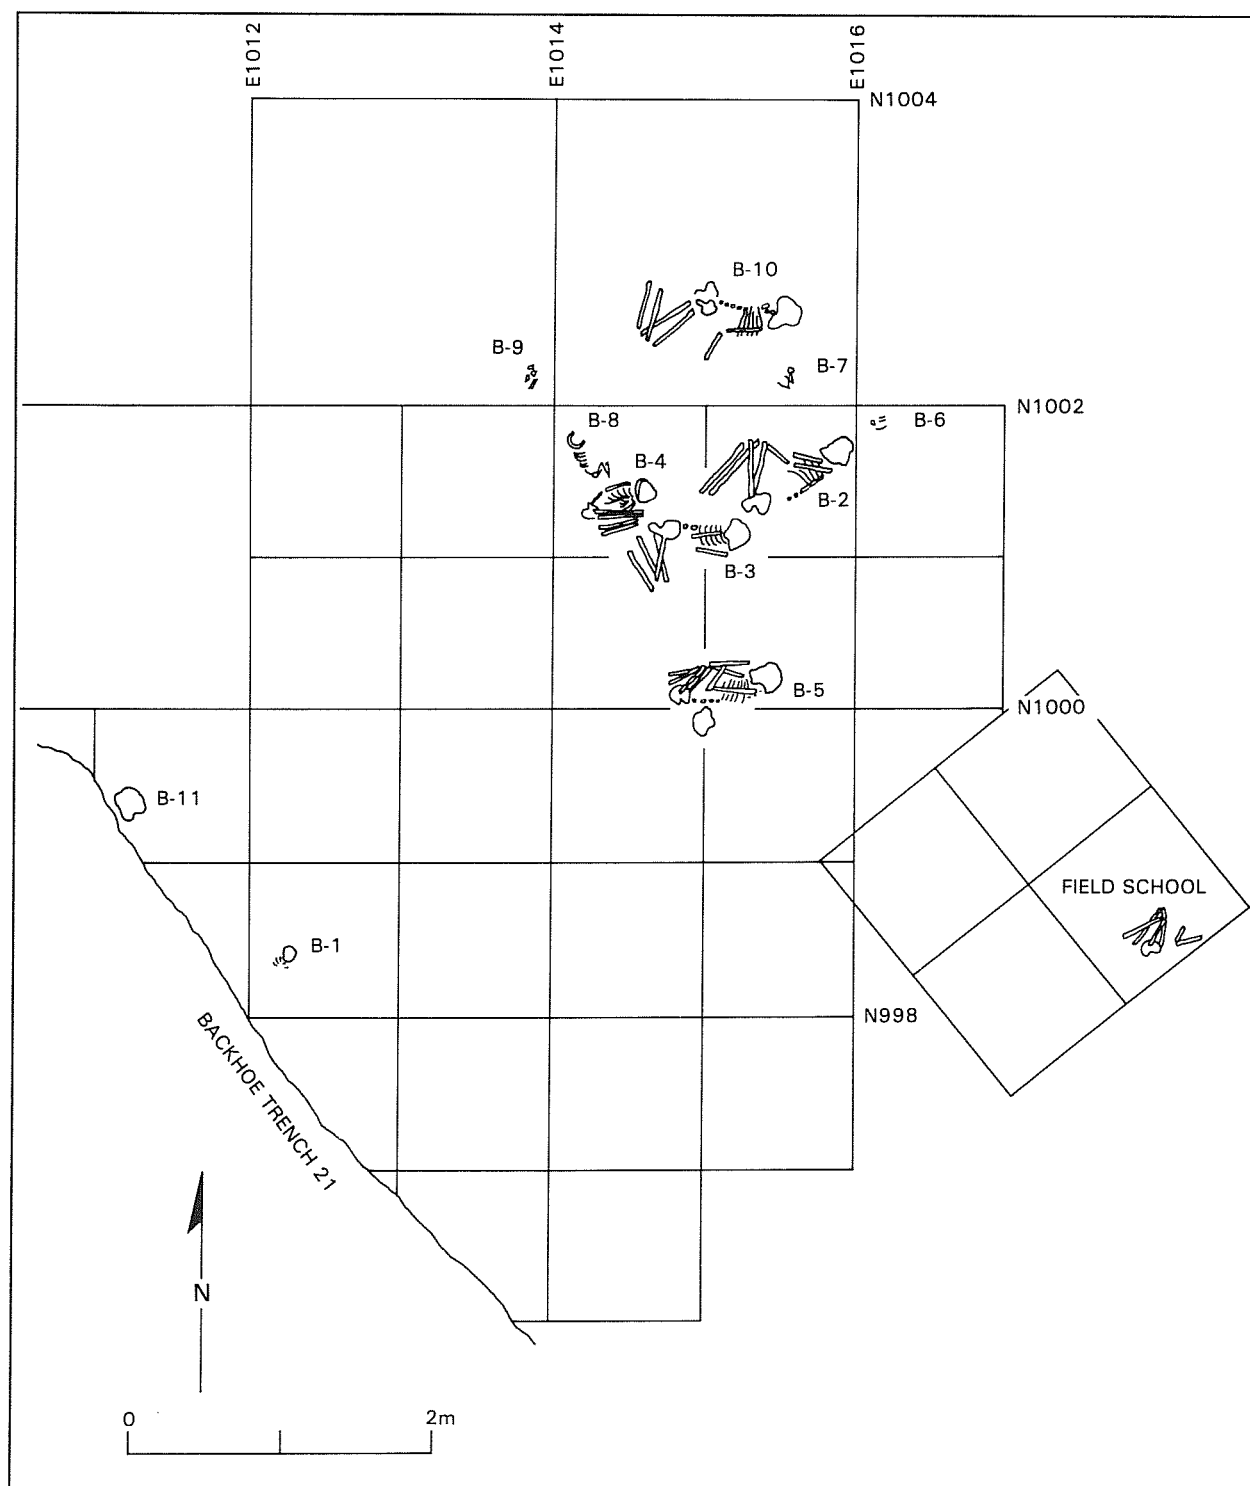 E1012
E1014
E1016
N1004
B-10
B-9
B-7
N1002
B-8
B-6
B-4
B-2
B-3
B-5
N1000
B-11
FIELD SCHOOL
B-1
N998
BACKHOE TRENCH 21
N
0 2m